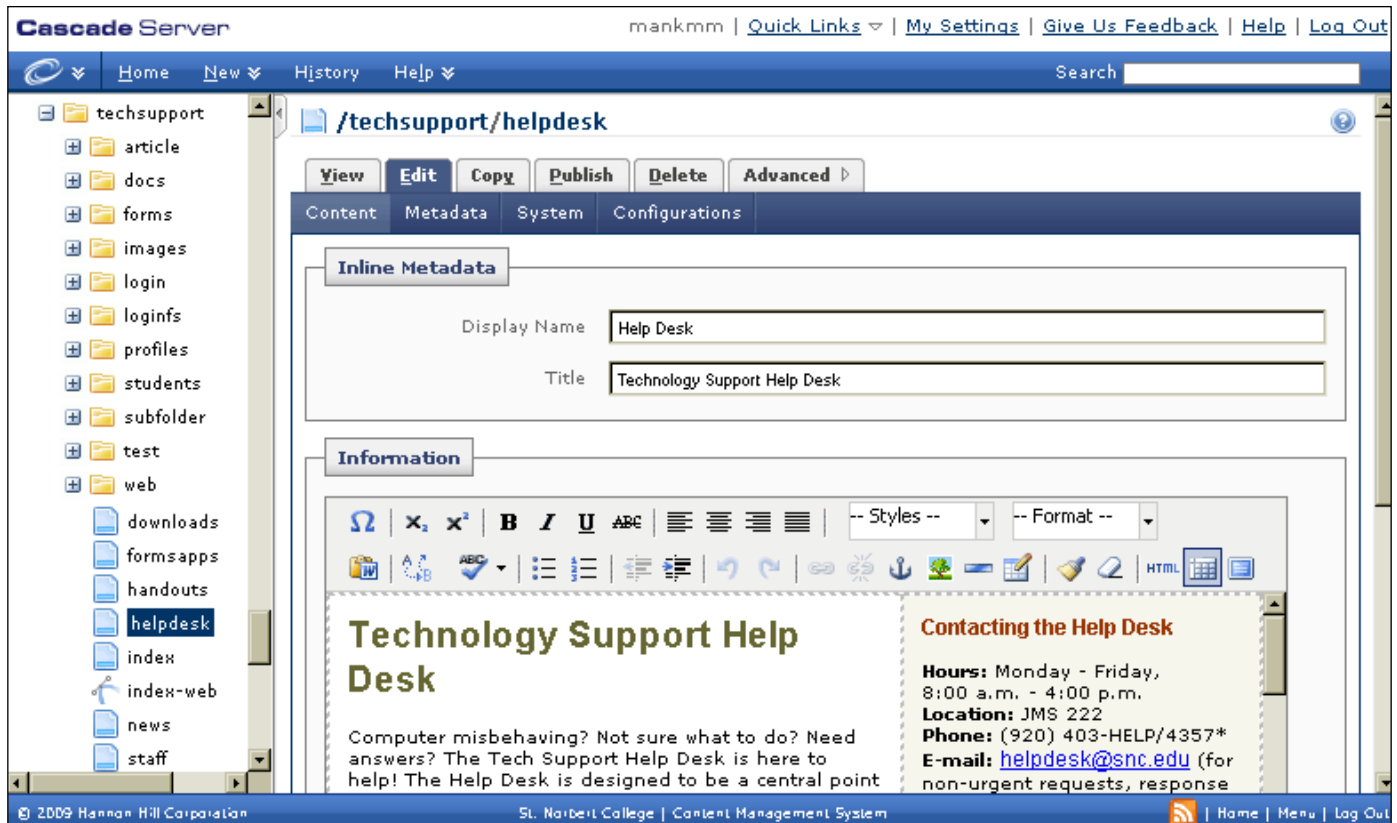 Cascade Server
mankmm | Quick Links | My Settings | Give Us Feedback | Help | Log Out
Home New History Help Search
techsupport
article
docs
forms
images
login
loginfs
profiles
students
subfolder
test
web
downloads
formsapps
handouts
helpdesk
index
index-web
news
staff
/techsupport/helpdesk
View Edit Copy Publish Delete Advanced
Content Metadata System Configurations
Inline Metadata
Display Name Help Desk
Title Technology Support Help Desk
Information
Ω X₂ X² B I U ABC -- Styles -- -- Format --
W A B ABC HTML
Technology Support Help
Desk
Computer misbehaving? Not sure what to do? Need
answers? The Tech Support Help Desk is here to
help! The Help Desk is designed to be a central point
Contacting the Help Desk
Hours: Monday - Friday,
8:00 a.m. - 4:00 p.m.
Location: JMS 222
Phone: (920) 403-HELP/4357*
E-mail: helpdesk@snc.edu (for
non-urgent requests, response
© 2009 Hannon Hill Corporation
St. Norbert College | Content Management System
| Home | Menu | Log Out